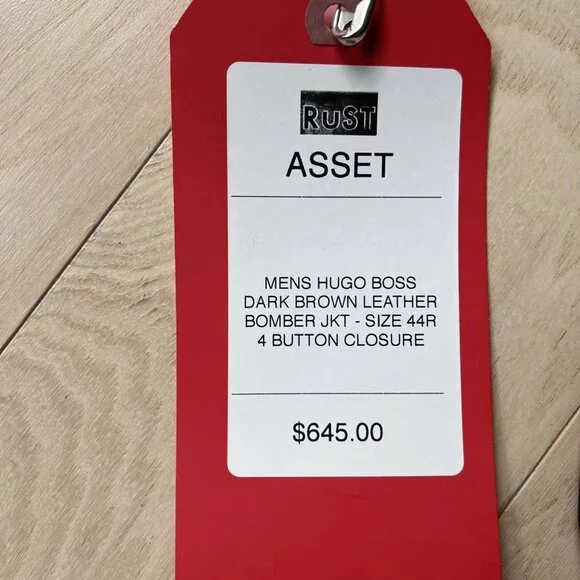 RUST
ASSET
MENS HUGO BOSS
DARK BROWN LEATHER
BOMBER JKT - SIZE 44R
4 BUTTON CLOSURE
$645.00